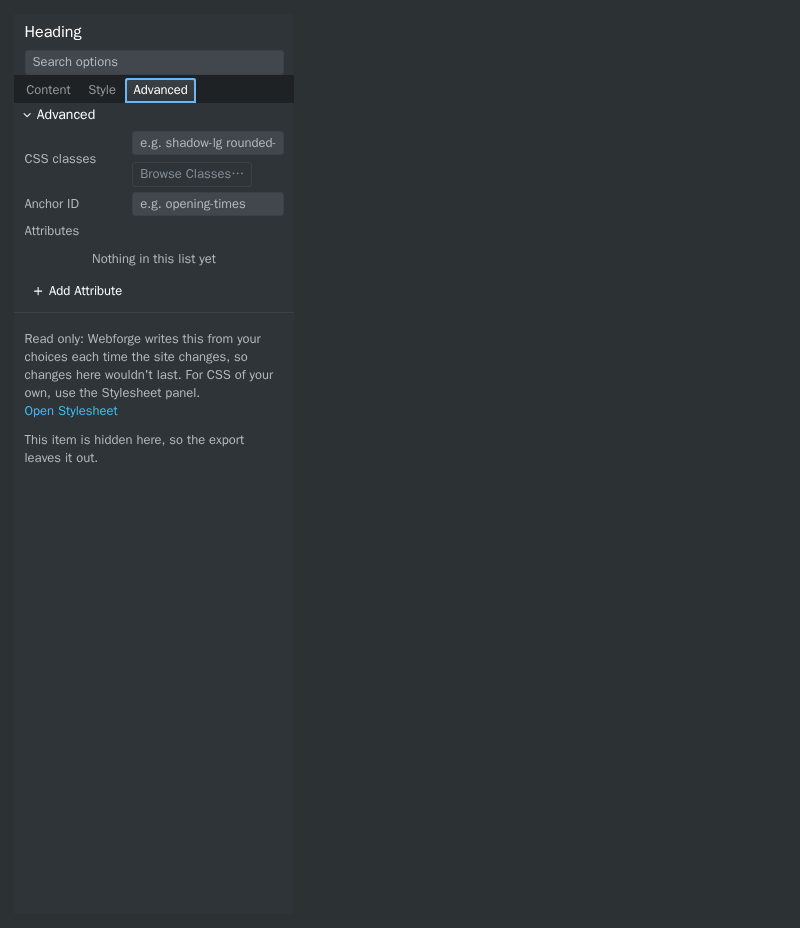 Heading
Search options
Content Style Advanced
Advanced
e.g. shadow-lg rounded-
CSS classes
Browse Classes···
Anchor ID e.g. opening-times
Attributes
Nothing in this list yet
+ Add Attribute
Read only: Webforge writes this from your
choices each time the site changes, so
changes here wouldn't last. For CSS of your
own, use the Stylesheet panel.
Open Stylesheet
This item is hidden here, so the export
leaves it out.